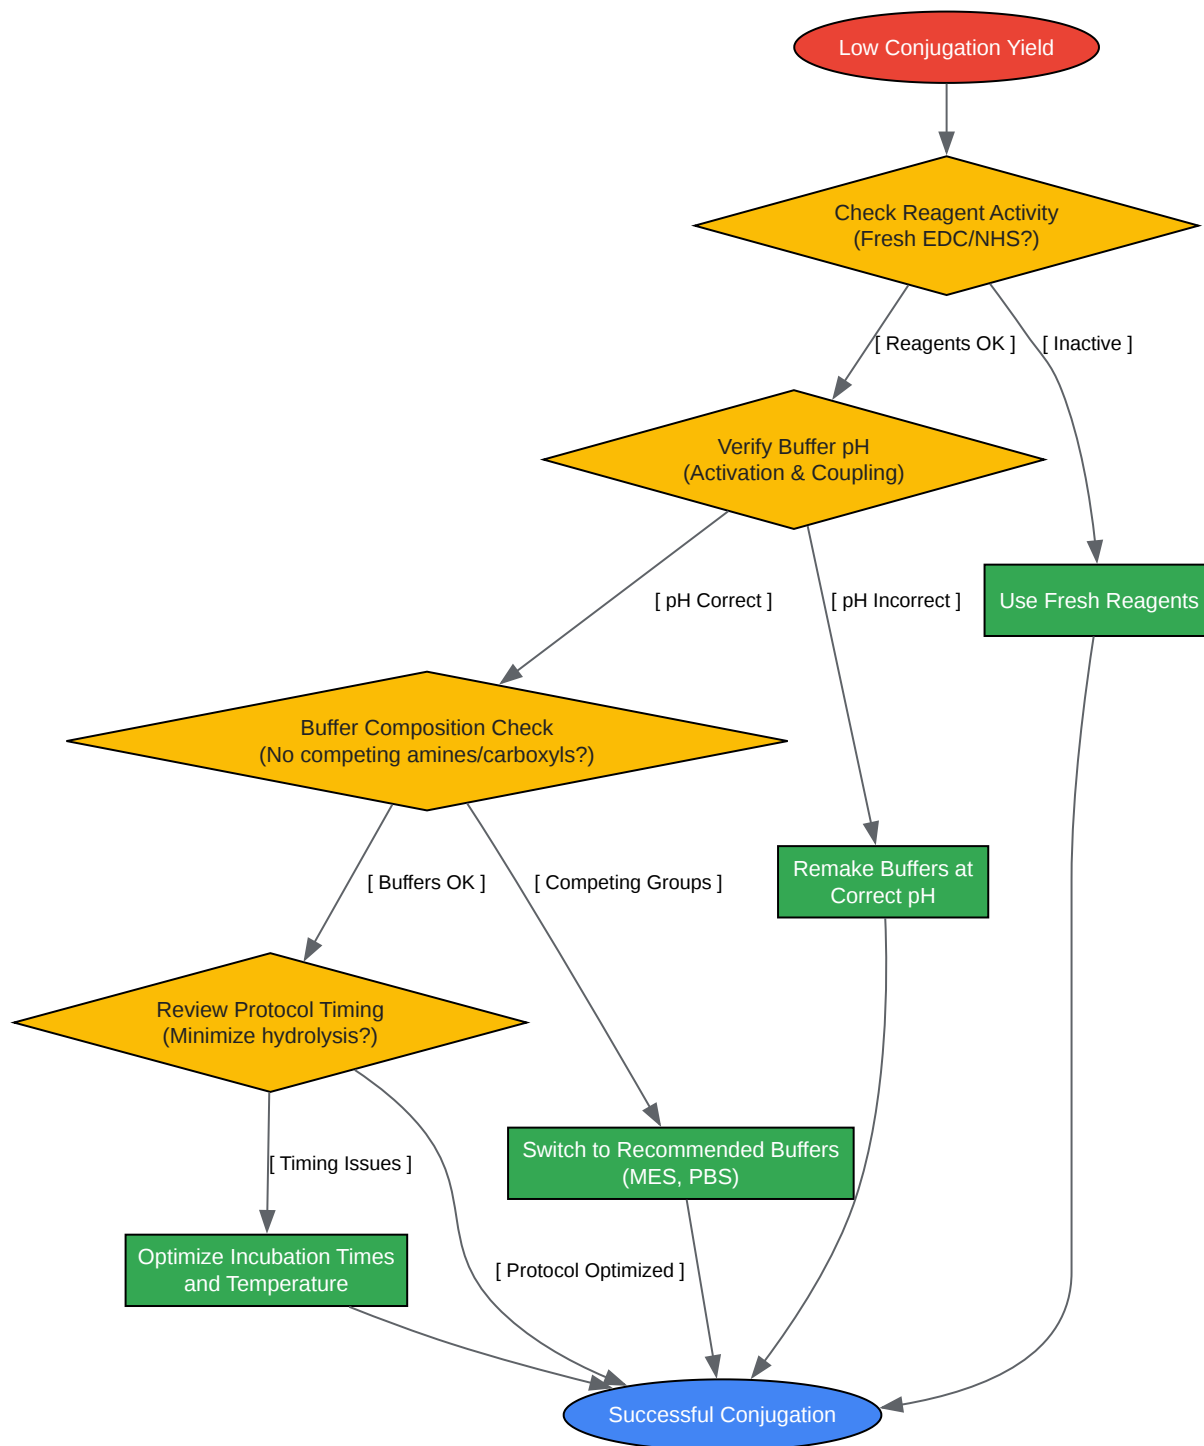 Low Conjugation Yield
Check Reagent Activity
(Fresh EDC/NHS?)
[ Reagents OK ]
[ Inactive ]
Verify Buffer pH
(Activation & Coupling)
[ pH Correct ]
[ pH Incorrect ]
Use Fresh Reagents
Buffer Composition Check
(No competing amines/carboxyls?)
[ Buffers OK ]
[ Competing Groups ]
Remake Buffers at
Correct pH
Review Protocol Timing
(Minimize hydrolysis?)
[ Timing Issues ]
Switch to Recommended Buffers
(MES, PBS)
Optimize Incubation Times
and Temperature
[ Protocol Optimized ]
Successful Conjugation